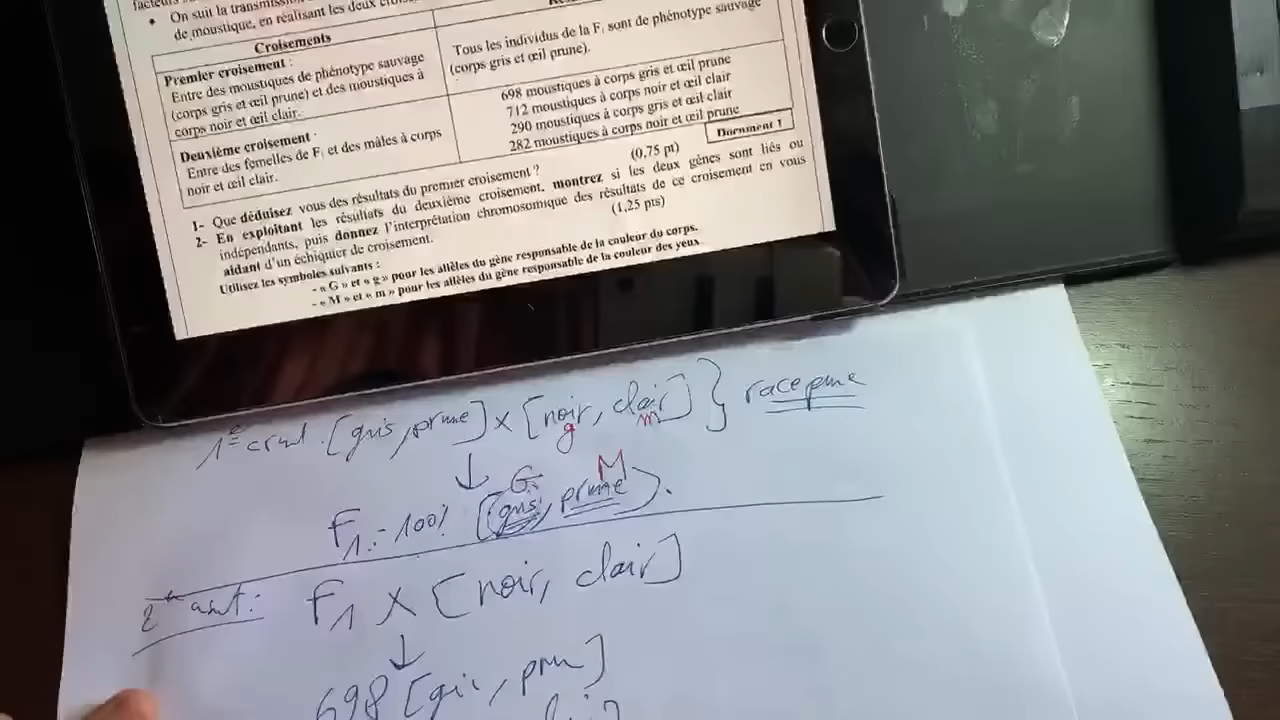 • On suit la transmission
de moustique, en réalisant les deux
Croisements
Premier croisement :
Entre des moustiques de phénotype sauvage
(corps gris et œil prune) et des moustiques à
corps noir et œil clair.
Tous les individus de la F₁ sont de phénotype sauvage
(corps gris et œil prune).
Deuxième croisement :
Entre des femelles de F₁ et des mâles à corps
noir et œil clair.
698 moustiques à corps gris et œil prune
712 moustiques à corps noir et œil clair
290 moustiques à corps gris et œil clair
282 moustiques à corps noir et œil prune
Document 1
1- Que déduisez vous des résultats du premier croisement ? (0,75 pt)
2- En exploitant les résultats du deuxième croisement, montrez si les deux gènes sont liés ou
indépendants, puis donnez l'interprétation chromosomique des résultats de ce croisement en vous
aidant d'un échiquier de croisement. (1,25 pts)
Utilisez les symboles suivants :
- « G » et « g » pour les allèles du gène responsable de la couleur du corps.
- « M » et « m » pour les allèles du gène responsable de la couleur des yeux
[gris, prune] × [noir, clair] } race pure
g m
↓
G M
F1 : 100% [gris, prune].
F1 X [noir, clair]
↓
698 [gri, pru]